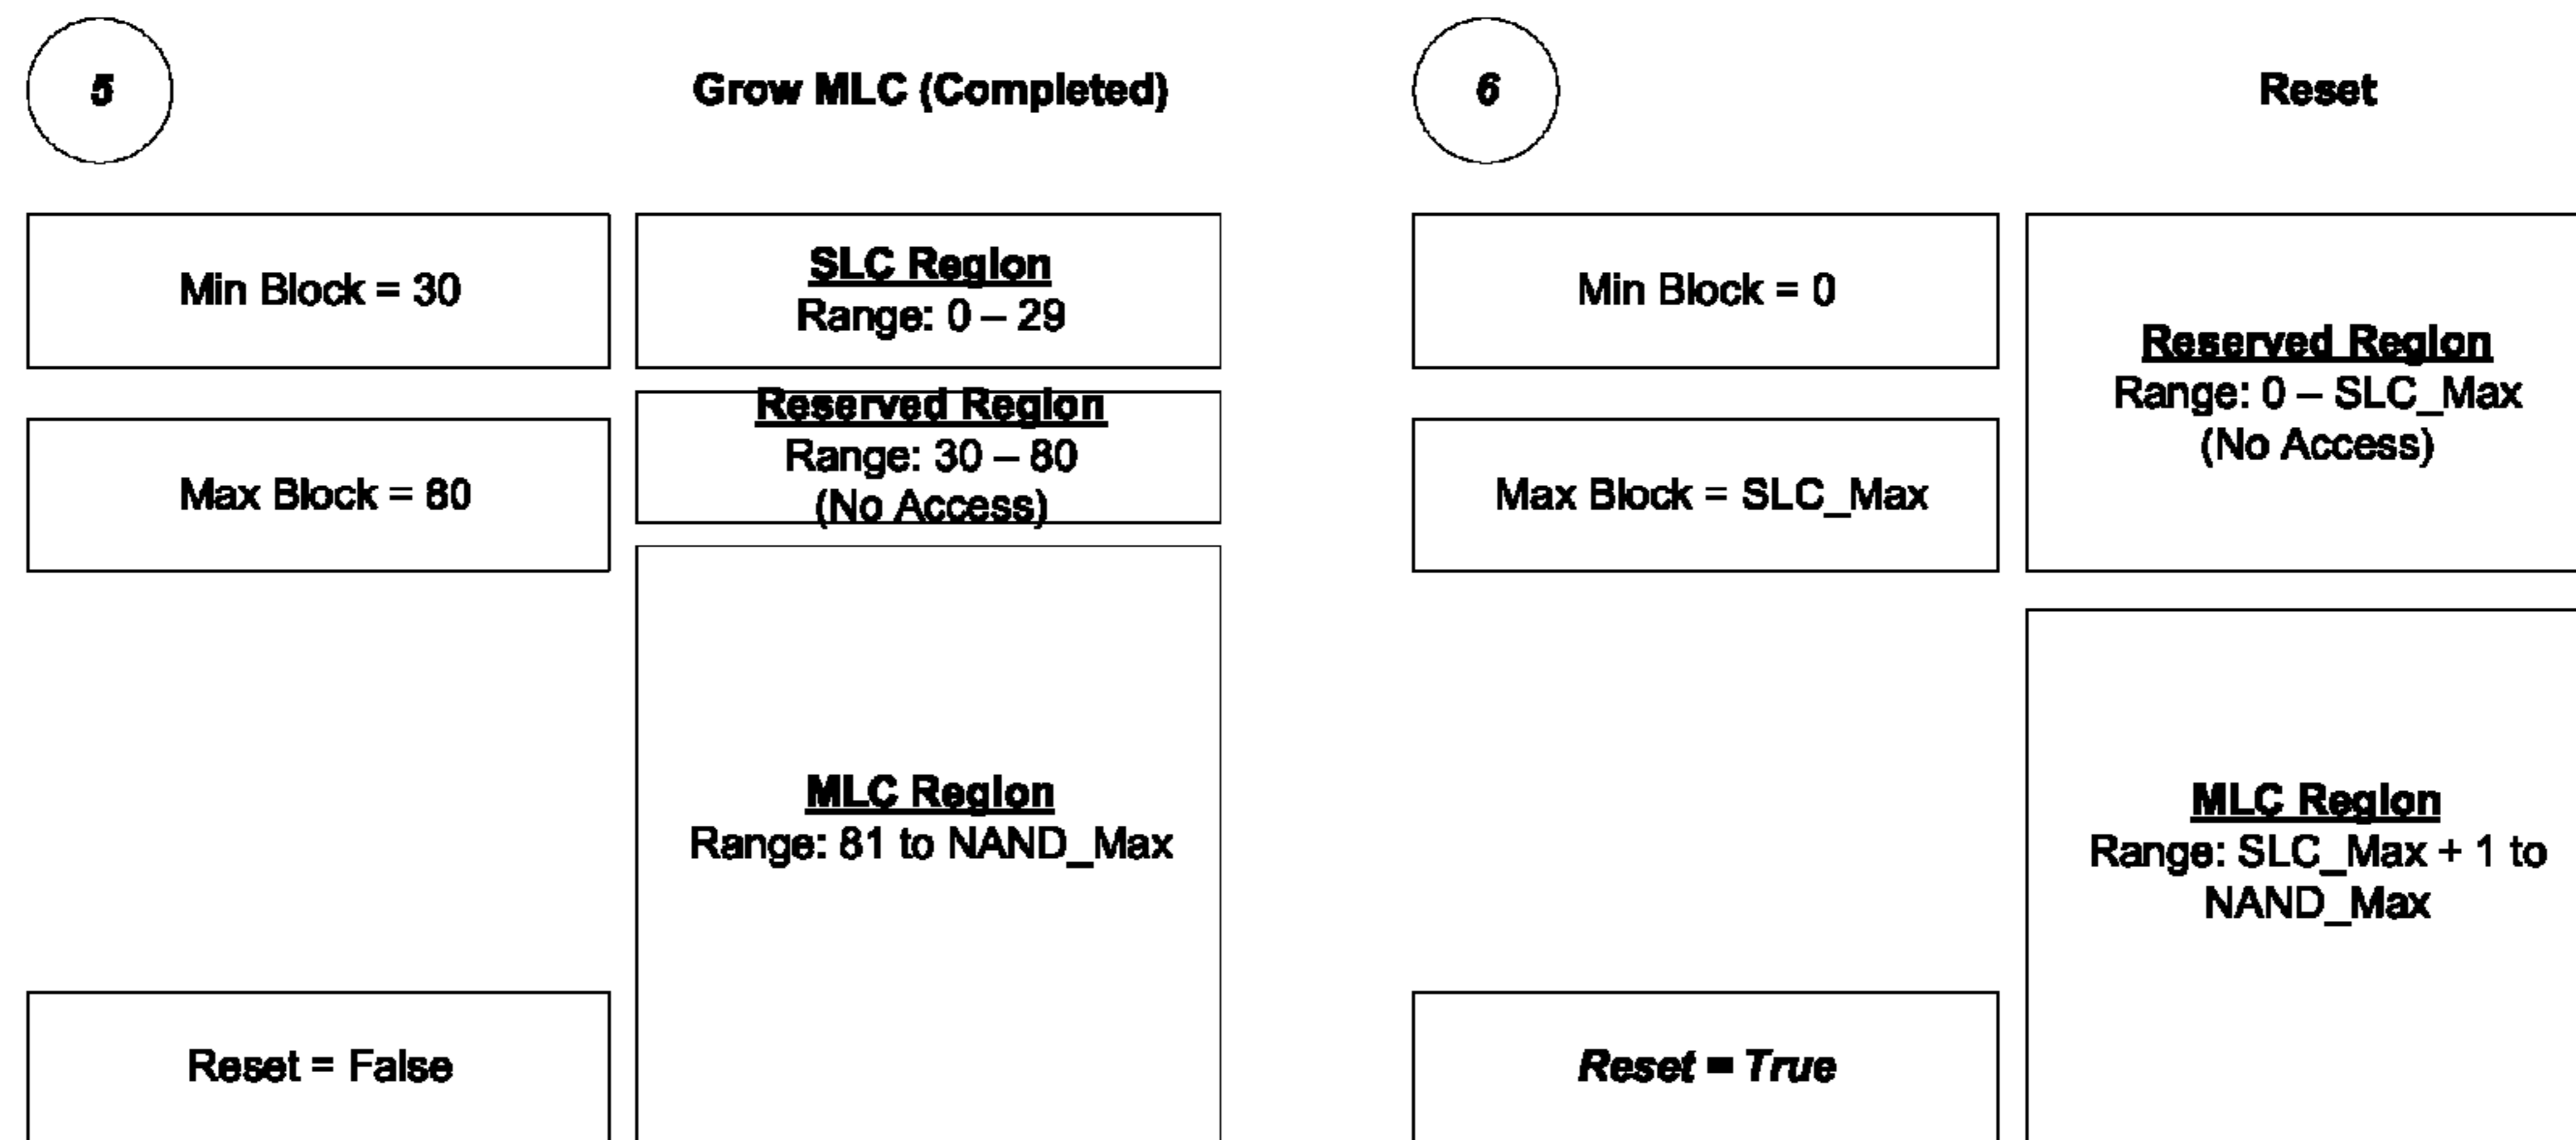 5
Grow MLC (Completed)
Min Block = 30
Max Block = 80
Reset = False
SLC Region
Range: 0 – 29
Reserved Region
Range: 30 – 80
(No Access)
MLC Region
Range: 81 to NAND_Max
6
Reset
Min Block = 0
Max Block = SLC_Max
Reset = True
Reserved Region
Range: 0 – SLC_Max
(No Access)
MLC Region
Range: SLC_Max + 1 to
NAND_Max